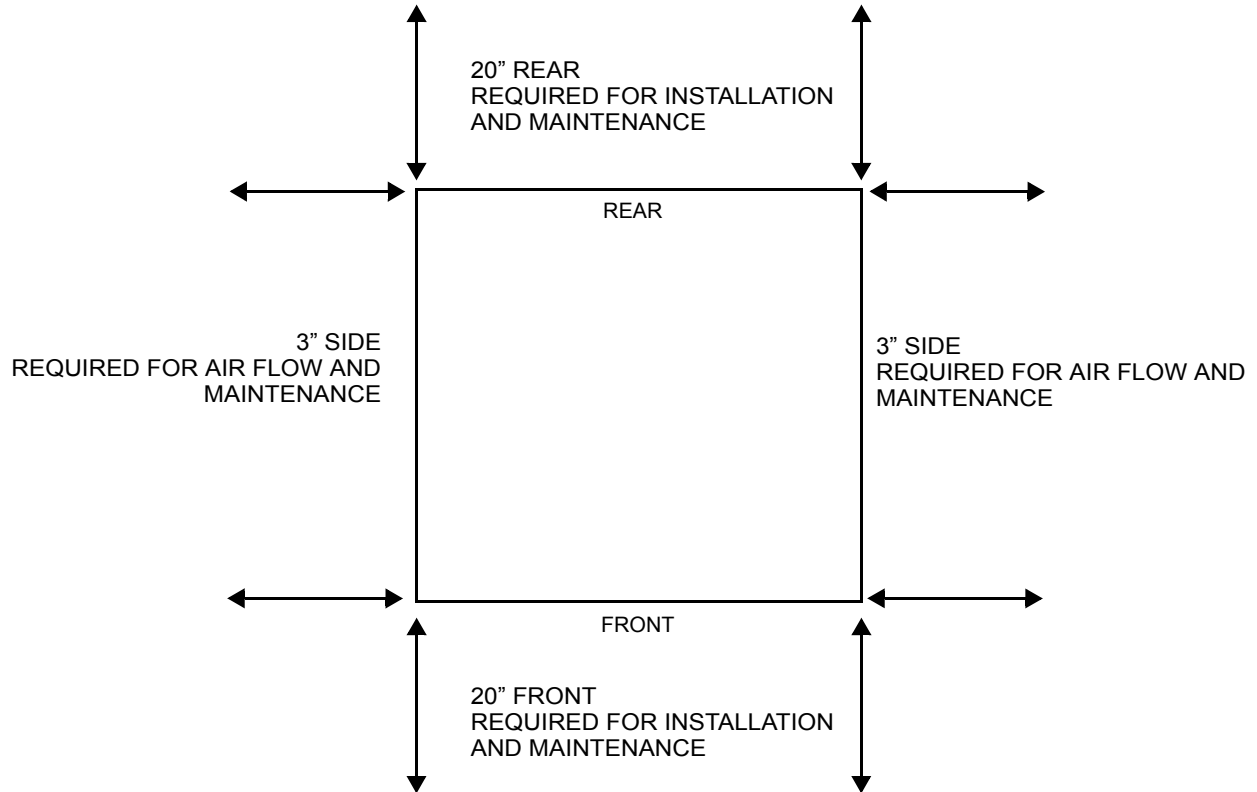 20” REAR
REQUIRED FOR INSTALLATION
AND MAINTENANCE
REAR
3” SIDE
REQUIRED FOR AIR FLOW AND
MAINTENANCE
3” SIDE
REQUIRED FOR AIR FLOW AND
MAINTENANCE
FRONT
20” FRONT
REQUIRED FOR INSTALLATION
AND MAINTENANCE